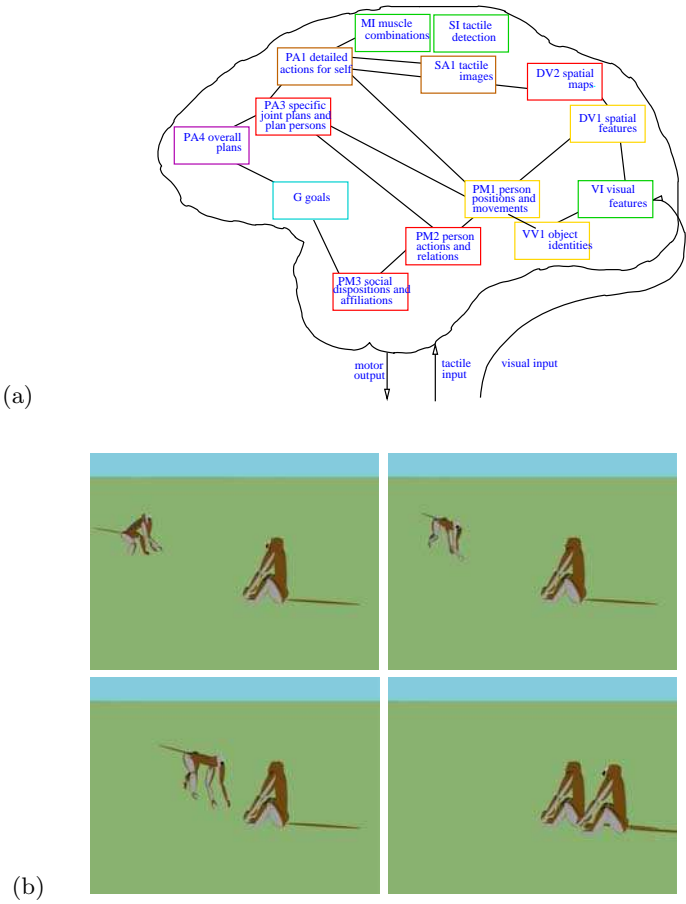 MI muscle
combinations
SI tactile
detection
PA1 detailed
actions for self
SA1 tactile
images
DV2 spatial
maps.
PA3 specific
joint plans and
plan persons
DV1 spatial
features
PA4 overall
plans
G goals
PM1 person
positions and
movements
VI visual
features
VV1 object
identities
PM2 person
actions and
relations
PM3 social
dispositions and
affiliations
motor
output
tactile
input
visual input
(a)
(b)